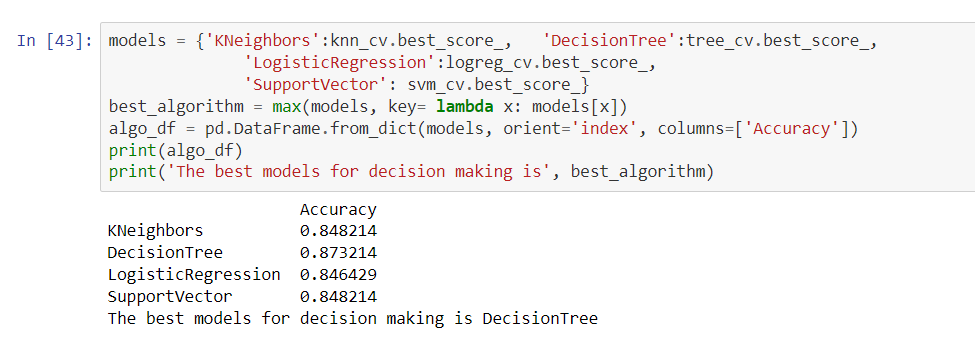 In [43]: models = {'KNeighbors':knn_cv.best_score_,   'DecisionTree':tree_cv.best_score_,
'LogisticRegression':logreg_cv.best_score_,
'SupportVector': svm_cv.best_score_}
best_algorithm = max(models, key= lambda x: models[x])
algo_df = pd.DataFrame.from_dict(models, orient='index', columns=['Accuracy'])
print(algo_df)
print('The best models for decision making is', best_algorithm)
Accuracy
KNeighbors 0.848214
DecisionTree 0.873214
LogisticRegression 0.846429
SupportVector 0.848214
The best models for decision making is DecisionTree